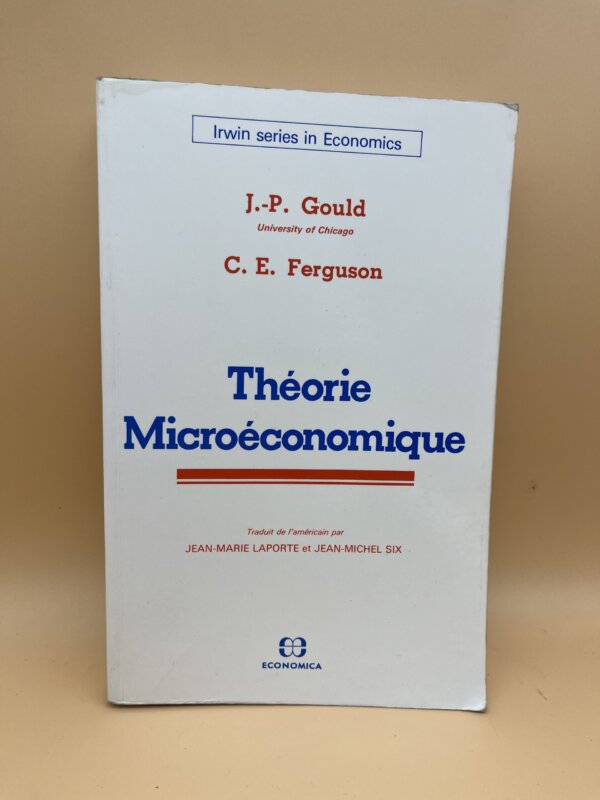 Irwin series in Economics
J.-P. Gould
University of Chicago
C. E. Ferguson
Théorie
Microéconomique
Traduit de l'américain par
JEAN-MARIE LAPORTE et JEAN-MICHEL SIX
ECONOMICA